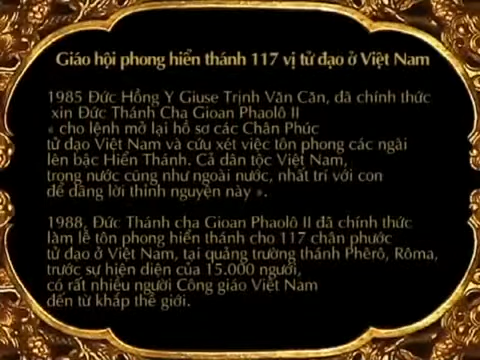 Giáo hội phong hiển thánh 117 vị tử đạo ở Việt Nam
1985 Đức Hồng Y Giuse Trịnh Văn Căn, đã chính thức
xin Đức Thánh Cha Gioan Phaolô II
« cho lệnh mở lại hồ sơ các Chân Phúc
tử đạo Việt Nam và cứu xét việc tôn phong các ngài
lên bậc Hiển Thánh. Cả dân tộc Việt Nam,
trong nước cũng như ngoài nước, nhất trí với con
để dâng lời thỉnh nguyện này ».
1988, Đức Thánh cha Gioan Phaolô II đã chính thức
làm lễ tôn phong hiển thánh cho 117 chân phước
tử đạo ở Việt Nam, tại quảng trường thánh Phêrô, Rôma,
trước sự hiện diện của 15.000 người,
có rất nhiều người Công giáo Việt Nam
đến từ khắp thế giới.